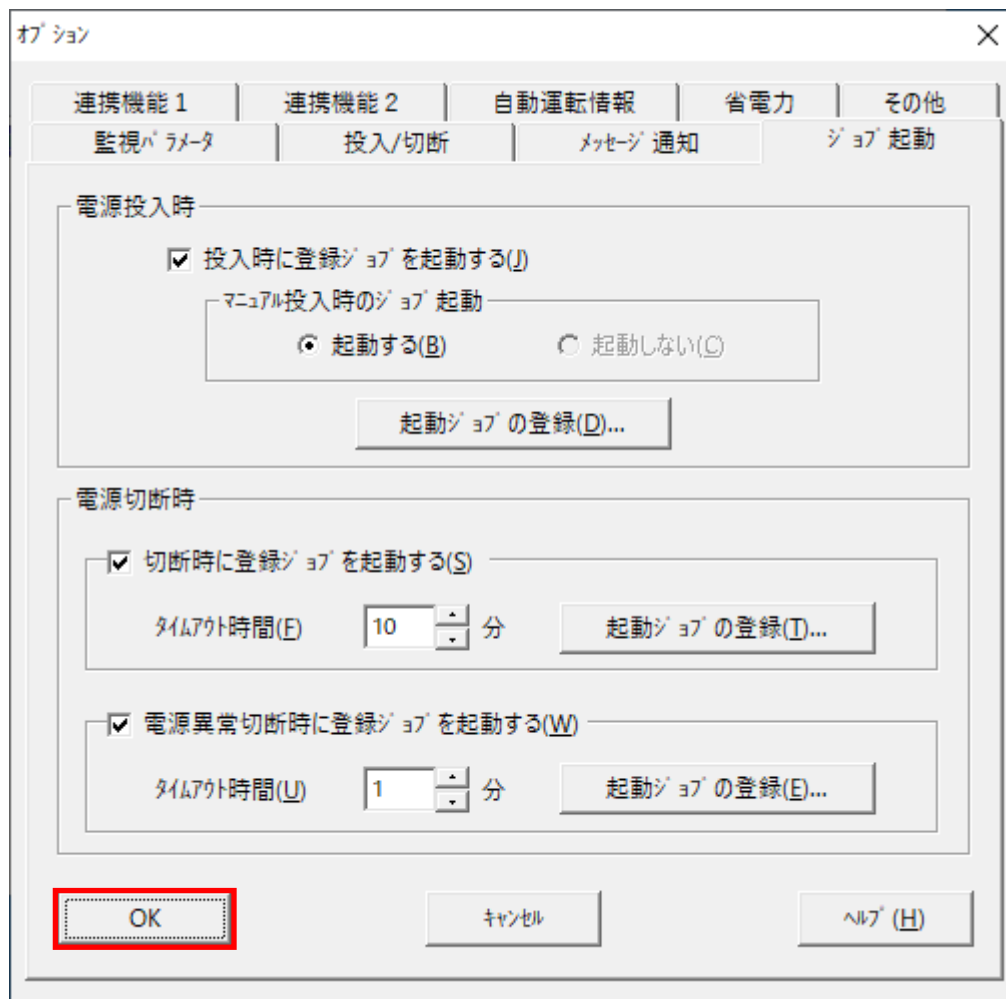 ｵﾌﾟｼｮﾝ
連携機能 1 連携機能 2 自動運転情報 省電力 その他
監視ﾊﾟﾗﾒｰﾀ 投入/切断 ﾒｯｾｰｼﾞ通知 ｼﾞｮﾌﾞ起動
電源投入時
投入時に登録ｼﾞｮﾌﾞを起動する(J)
ﾏﾆｭｱﾙ投入時のｼﾞｮﾌﾞ起動
起動する(B) 起動しない(C)
起動ｼﾞｮﾌﾞの登録(D)...
電源切断時
切断時に登録ｼﾞｮﾌﾞを起動する(S)
ﾀｲﾑｱｳﾄ時間(F) 10 分 起動ｼﾞｮﾌﾞの登録(T)...
電源異常切断時に登録ｼﾞｮﾌﾞを起動する(W)
ﾀｲﾑｱｳﾄ時間(U) 1 分 起動ｼﾞｮﾌﾞの登録(E)...
OK ｷｬﾝｾﾙ ﾍﾙﾌﾟ(H)